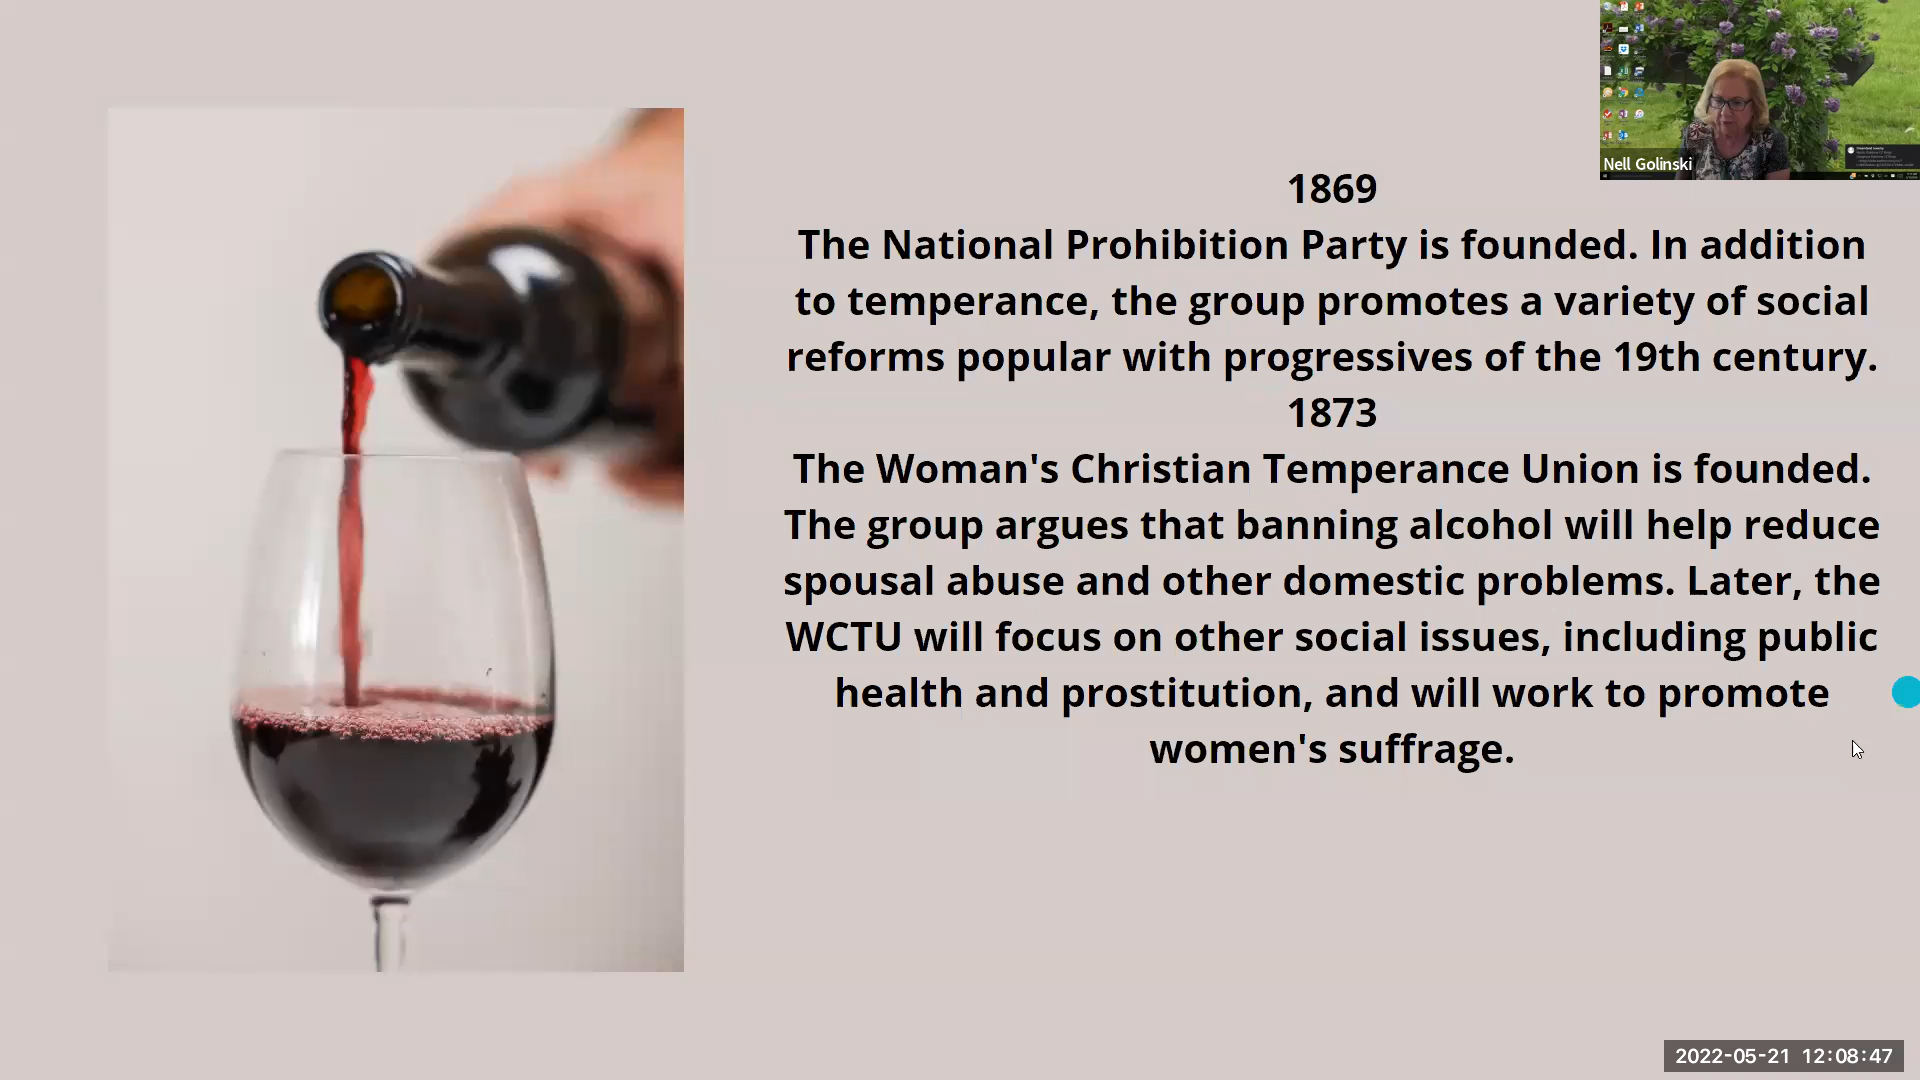 Nell Golinski
1869
The National Prohibition Party is founded. In addition
to temperance, the group promotes a variety of social
reforms popular with progressives of the 19th century.
1873
The Woman's Christian Temperance Union is founded.
The group argues that banning alcohol will help reduce
spousal abuse and other domestic problems. Later, the
WCTU will focus on other social issues, including public
health and prostitution, and will work to promote
women's suffrage.
2022-05-21 12:08:47